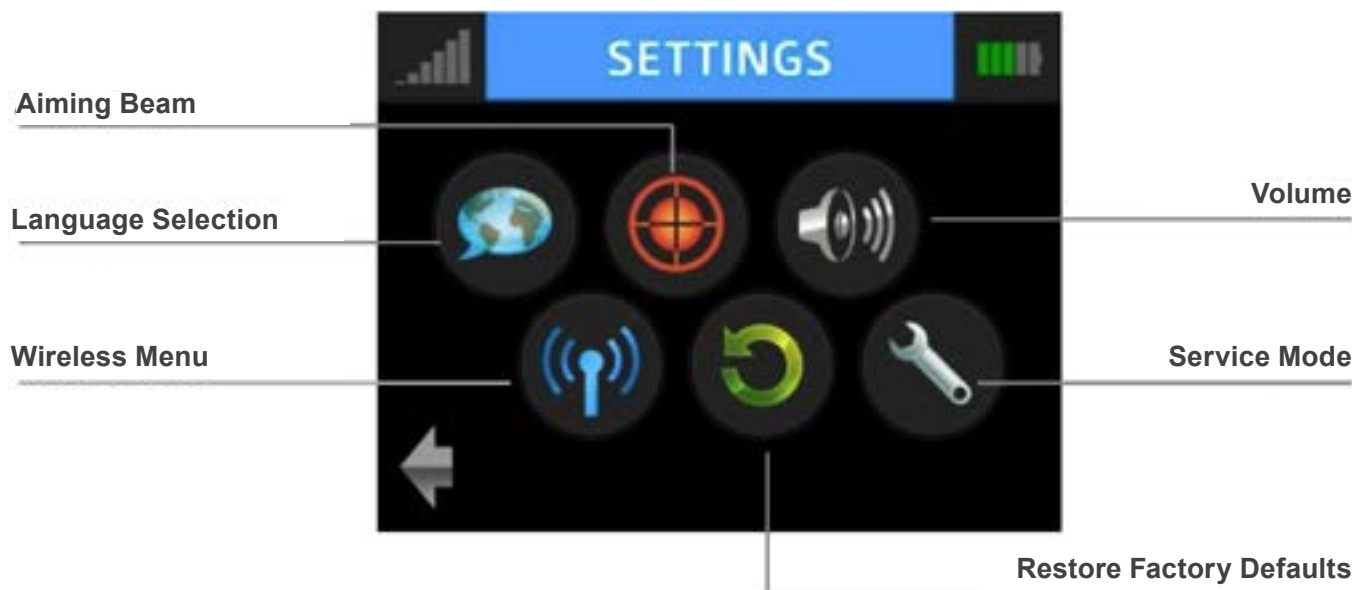 SETTINGS
Aiming Beam
Volume
Language Selection
Wireless Menu
Service Mode
Restore Factory Defaults